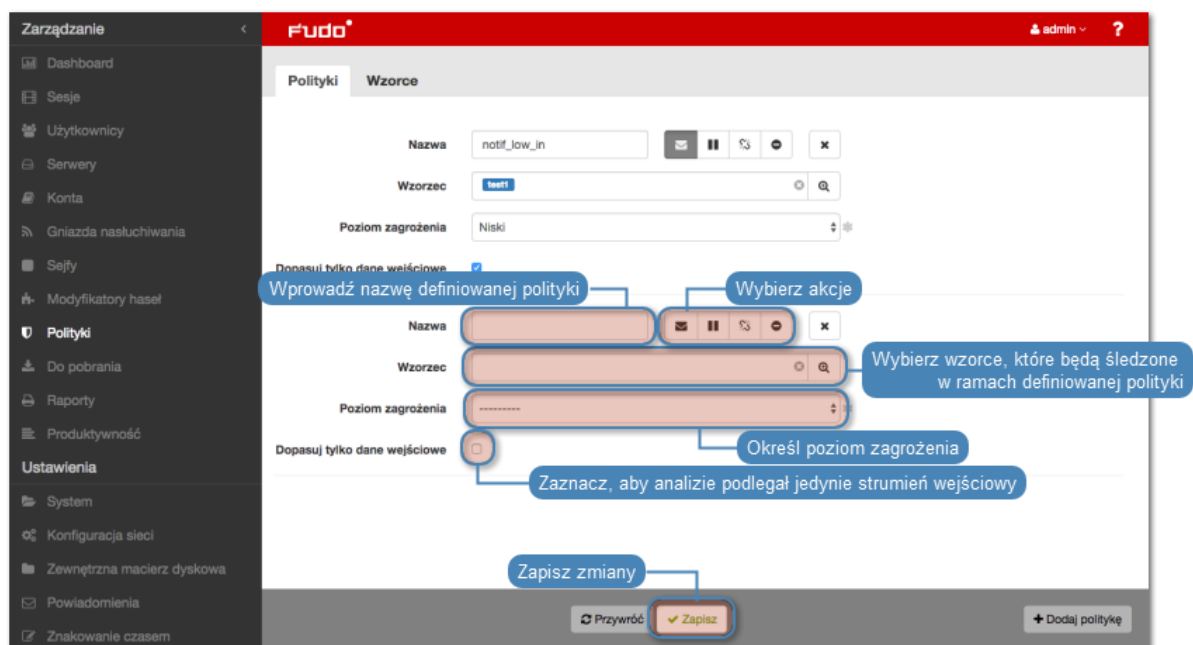 Zarządzanie
Fudo
admin
?
Dashboard
Sesje
Użytkownicy
Serwery
Konta
Gniazda nasłuchiwania
Sejfy
Modyfikatory haseł
Polityki
Do pobrania
Raporty
Produktywność
Ustawienia
System
Konfiguracja sieci
Zewnętrzna macierz dyskowa
Powiadomienia
Znakowanie czasem
Polityki Wzorce
Nazwa notif_low_in
Wzorzec test1
Poziom zagrożenia Niski
Dopasuj tylko dane wejściowe
Wprowadź nazwę definiowanej polityki
Wybierz akcje
Nazwa
Wzorzec
Wybierz wzorce, które będą śledzone
w ramach definiowanej polityki
Poziom zagrożenia ---------
Określ poziom zagrożenia
Dopasuj tylko dane wejściowe
Zaznacz, aby analizie podlegał jedynie strumień wejściowy
Zapisz zmiany
Przywróć
Zapisz
Dodaj politykę